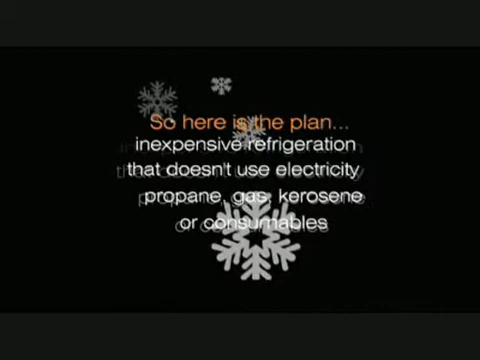 So here is the plan...
inexpensive refrigeration
that doesn't use electricity
propane, gas, kerosene
or consumables